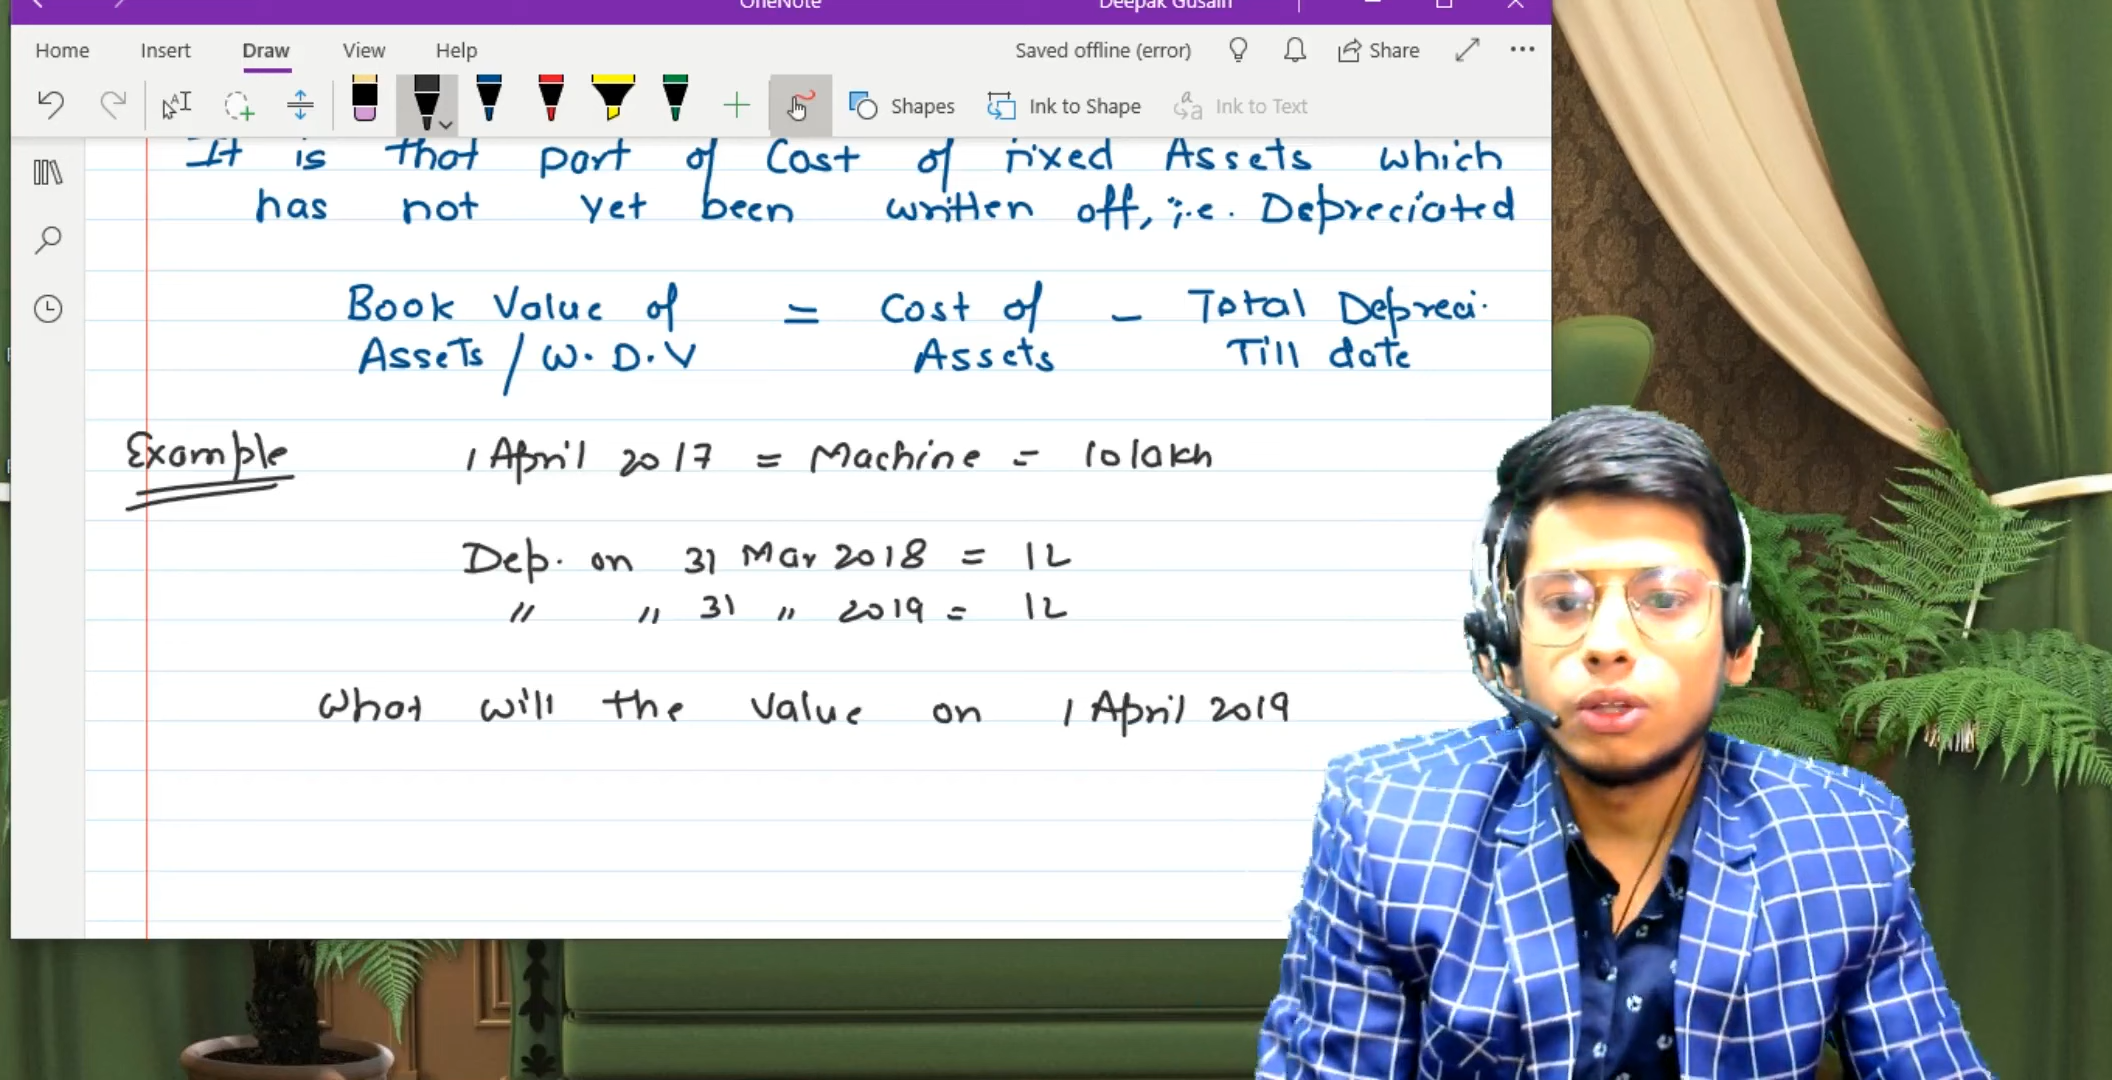 OneNote Deepak Gusain
Home Insert Draw View Help Saved offline (error) Share
Shapes Ink to Shape Ink to Text
It is that part of Cost of Fixed Assets which
has not yet been written off, i.e. Depreciated
Book Value of = Cost of - Total Depreci.
Assets / W.D.V Assets Till date
Example 1 April 2017 = Machine = 10 lakh
Dep. on 31 Mar 2018 = 1L
" " 31 " 2019 = 1L
What will the Value on 1 April 2019